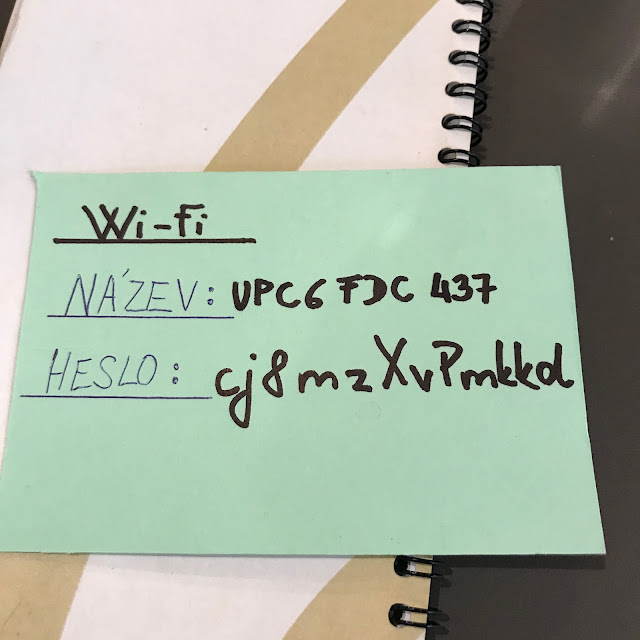 Wi-Fi
NÁZEV: UPC6FDC437
HESLO: cj8mzXvPmkkd